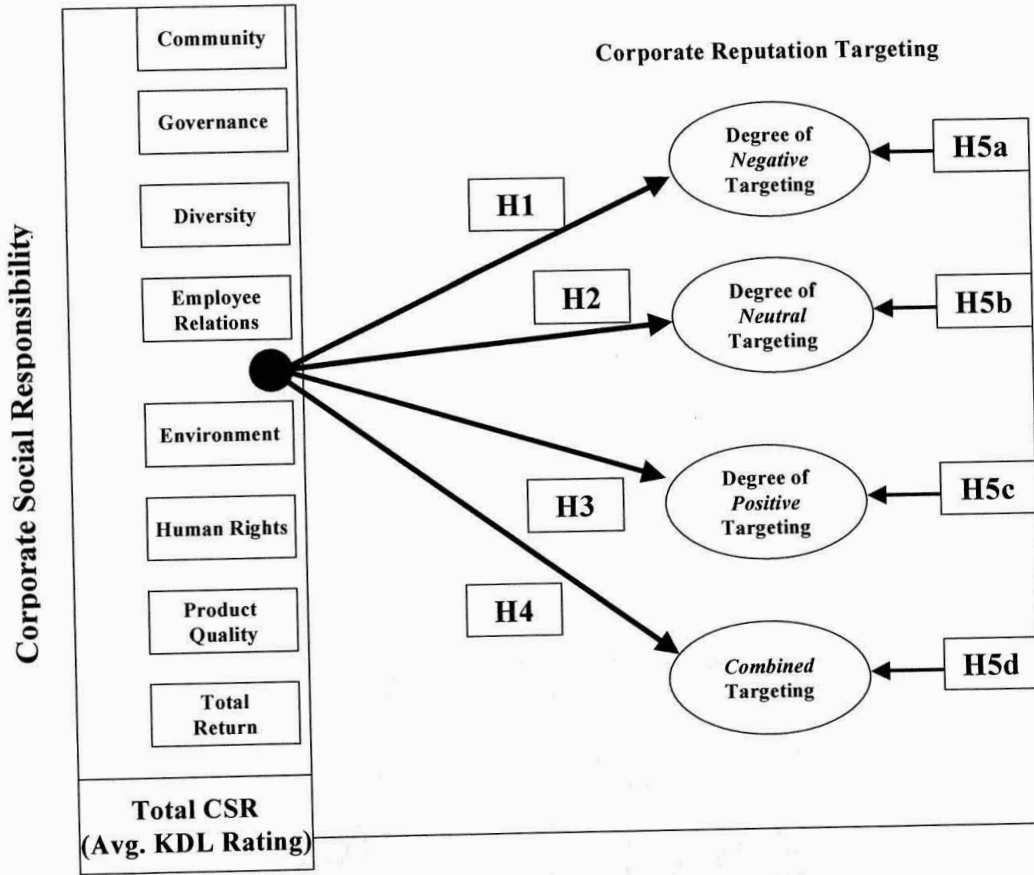 Corporate Social Responsibility
Community
Governance
Diversity
Employee
Relations
Environment
Human Rights
Product
Quality
Total
Return
Total CSR
(Avg. KDL Rating)
H1
H2
H3
H4
Corporate Reputation Targeting
Degree of
Negative
Targeting
H5a
Degree of
Neutral
Targeting
H5b
Degree of
Positive
Targeting
H5c
Combined
Targeting
H5d